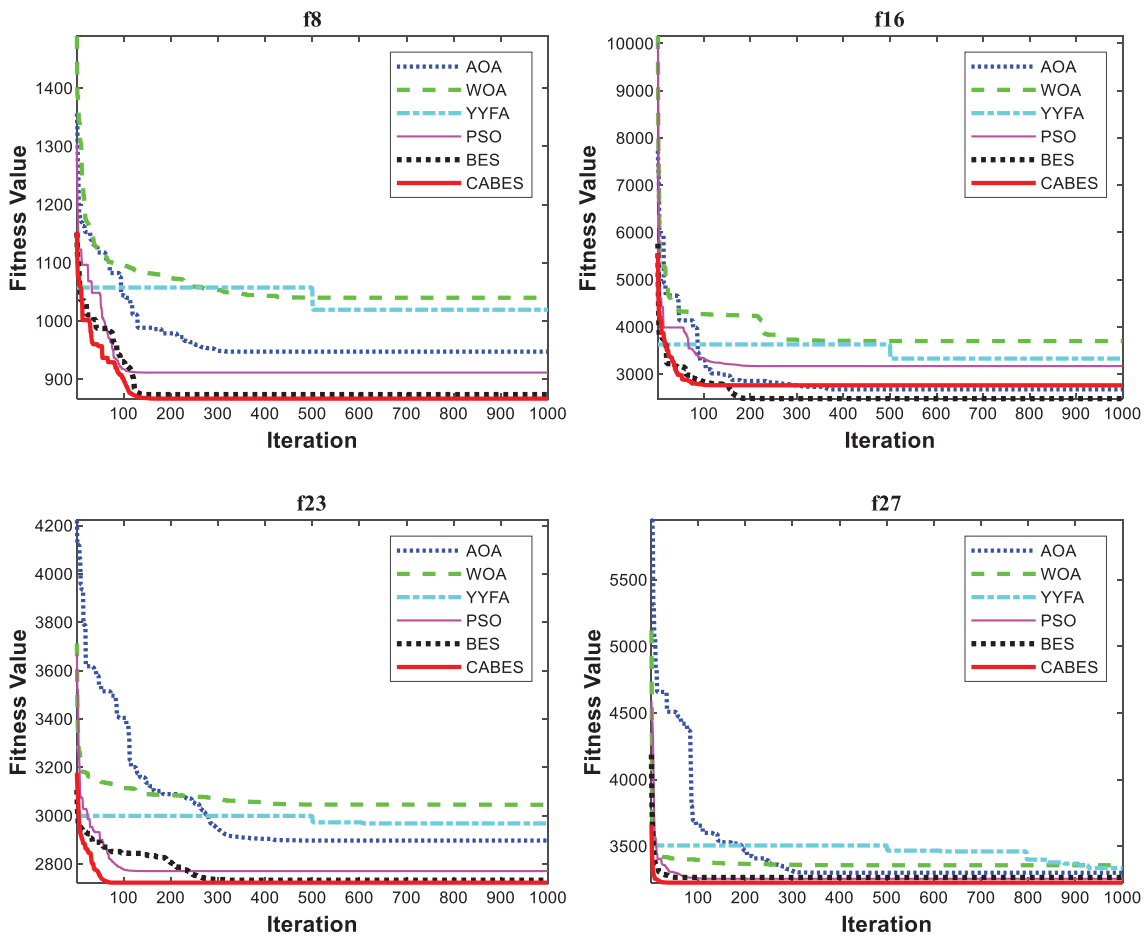 f8
1400
1300
1200
1100
1000
900
Fitness Value
100 200 300 400 500 600 700 800 900 1000
Iteration
AOA
WOA
YYFA
PSO
BES
CABES
f16
10000
9000
8000
7000
6000
5000
4000
3000
Fitness Value
100 200 300 400 500 600 700 800 900 1000
Iteration
AOA
WOA
YYFA
PSO
BES
CABES
f23
4200
4000
3800
3600
3400
3200
3000
2800
Fitness Value
100 200 300 400 500 600 700 800 900 1000
Iteration
AOA
WOA
YYFA
PSO
BES
CABES
f27
5500
5000
4500
4000
3500
Fitness Value
100 200 300 400 500 600 700 800 900 1000
Iteration
AOA
WOA
YYFA
PSO
BES
CABES